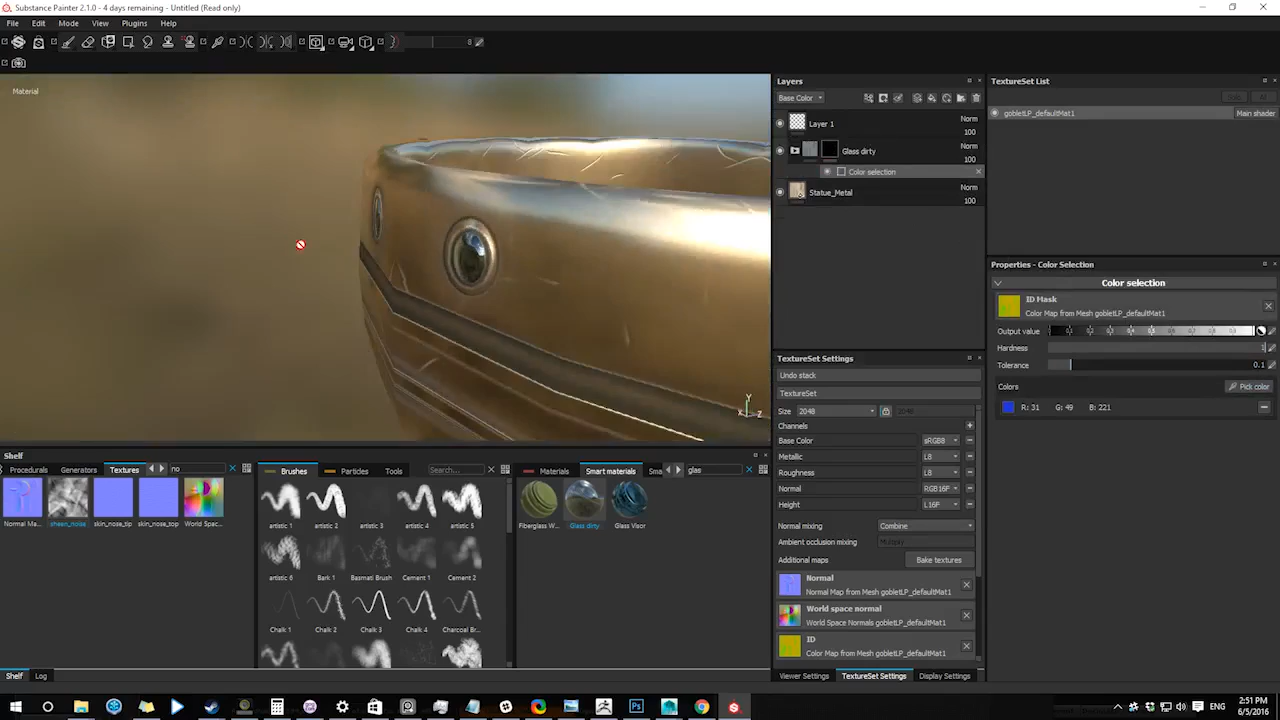 Substance Painter 2.1.0 - 4 days remaining - Untitled (Read only)
File Edit Mode View Plugins Help
8
Material
Layers
Base Color
Layer 1 Norm
100
Glass dirty Norm
100
Color selection
Statue_Metal Norm
100
TextureSet List
gobletLP_defaultMat1 Main shader
Properties - Color Selection
Color selection
ID Mask
Color Map from Mesh gobletLP_defaultMat1
Output value
Hardness 1
Tolerance 0.1
Colors Pick color
R: 31 G: 49 B: 221
TextureSet Settings
Undo stack
TextureSet
Size 2048 2048
Channels
Base Color sRGB8
Metallic L8
Roughness L8
Normal RGB16F
Height L16F
Normal mixing Combine
Ambient occlusion mixing Multiply
Additional maps Bake textures
Normal
Normal Map from Mesh gobletLP_defaultMat1
World space normal
World Space Normals gobletLP_defaultMat1
ID
Color Map from Mesh gobletLP_defaultMat1
Viewer Settings TextureSet Settings Display Settings
Shelf
Procedurals Generators Textures no
Normal Ma... sheen_noise skin_nose_tip skin_nose_top World Spac...
Brushes Particles Tools Search...
artistic 1 artistic 2 artistic 3 artistic 4 artistic 5
artistic 6 Bark 1 Basmati Brush Cement 1 Cement 2
Chalk 1 Chalk 2 Chalk 3 Chalk 4 Charcoal Br...
Materials Smart materials Sma glas
Fiberglass W... Glass dirty Glass Visor
Shelf Log
ENG
2:51 PM
6/5/2016